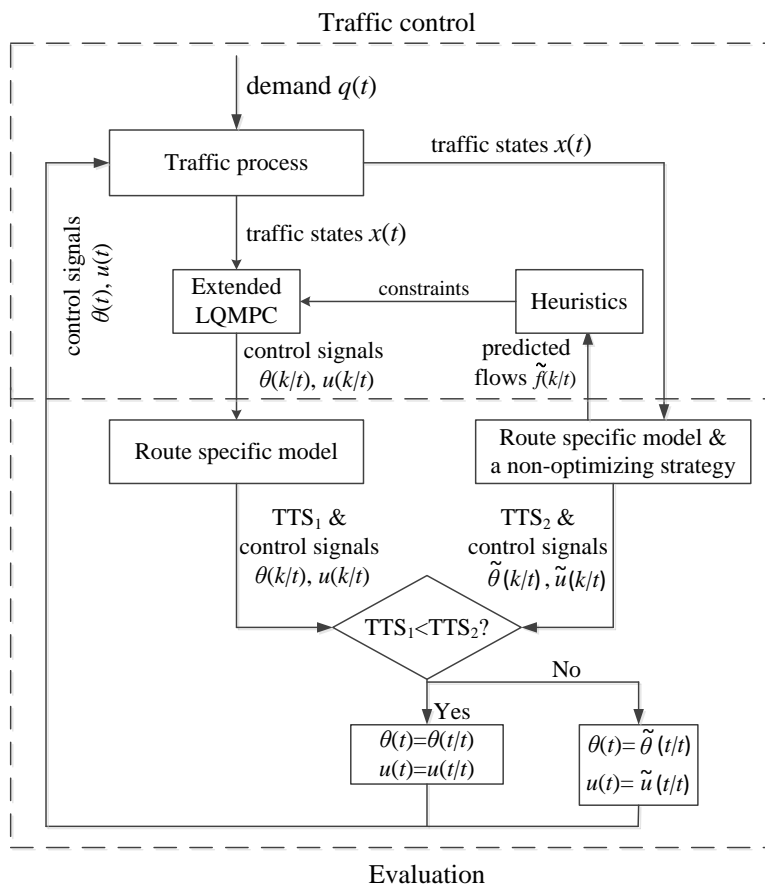 Traffic control
demand q(t)
Traffic process
traffic states x(t)
traffic states x(t)
control signals
θ(t), u(t)
Extended
LQMPC
constraints
Heuristics
control signals
θ(k/t), u(k/t)
predicted
flows f̃(k/t)
Route specific model
Route specific model &
a non-optimizing strategy
TTS₁ &
control signals
θ(k/t), u(k/t)
TTS₂ &
control signals
θ̃(k/t), ũ(k/t)
TTS₁<TTS₂?
No
Yes
θ(t)=θ(t/t)
u(t)=u(t/t)
θ(t)=θ̃(t/t)
u(t)=ũ(t/t)
Evaluation